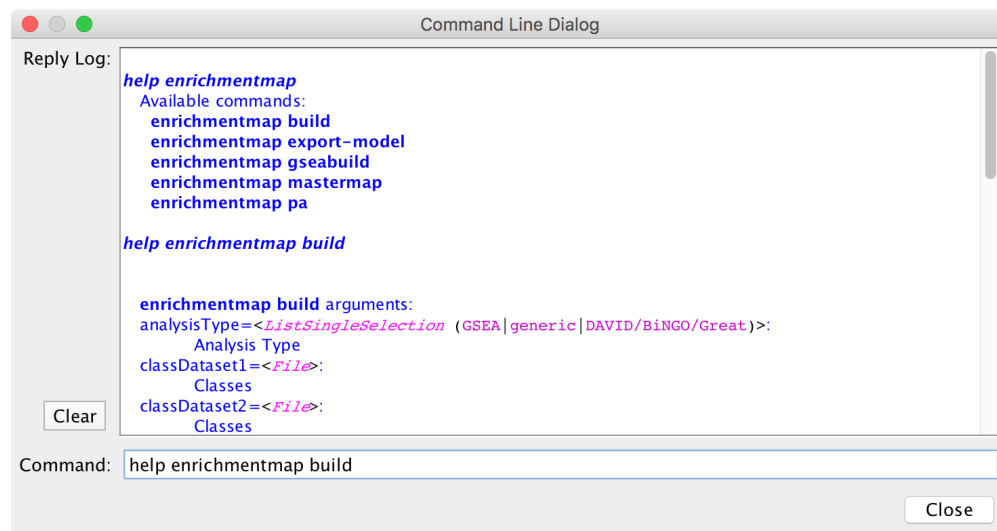 Command Line Dialog
Reply Log:
help enrichmentmap
Available commands:
enrichmentmap build
enrichmentmap export-model
enrichmentmap gseabuild
enrichmentmap mastermap
enrichmentmap pa
help enrichmentmap build
enrichmentmap build arguments:
analysisType=<ListSingleSelection (GSEA|generic|DAVID/BiNGO/Great)>:
Analysis Type
classDataset1=<File>:
Classes
classDataset2=<File>:
Classes
Clear
Command: help enrichmentmap build
Close